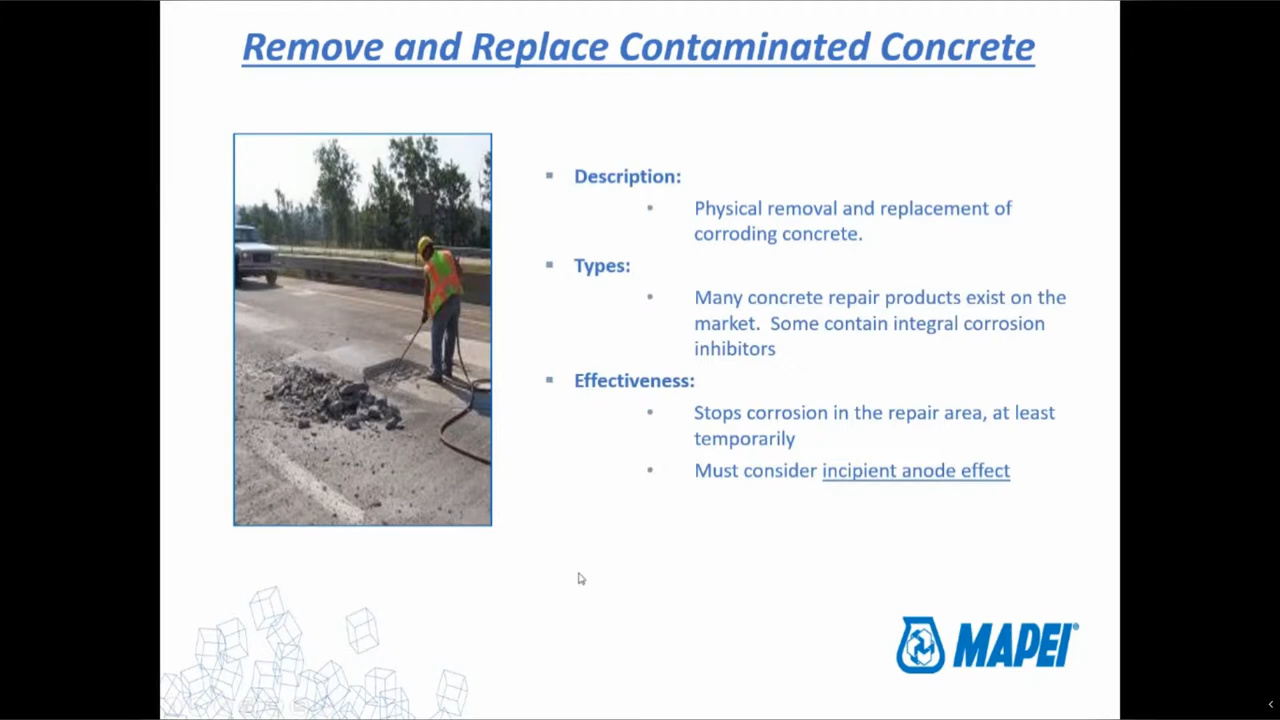 Remove and Replace Contaminated Concrete
Description:
Physical removal and replacement of
corroding concrete.
Types:
Many concrete repair products exist on the
market. Some contain integral corrosion
inhibitors
Effectiveness:
Stops corrosion in the repair area, at least
temporarily
Must consider incipient anode effect
MAPEI®